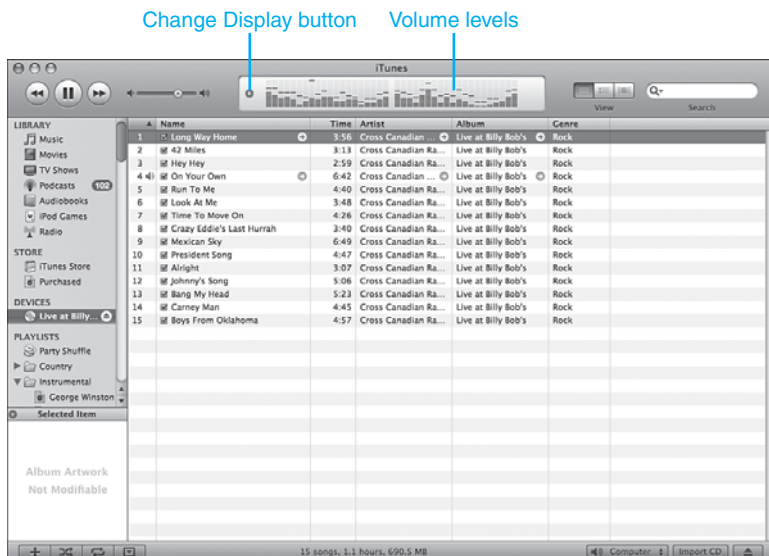 Change Display button Volume levels
iTunes
View Search
LIBRARY
Music
Movies
TV Shows
Podcasts 102
Audiobooks
iPod Games
Radio
STORE
iTunes Store
Purchased
DEVICES
Live at Billy...
PLAYLISTS
Party Shuffle
Country
Instrumental
George Winston
Selected Item
Album Artwork
Not Modifiable
Name Time Artist Album Genre
1 Long Way Home 3:56 Cross Canadian ... Live at Billy Bob's Rock
2 42 Miles 3:13 Cross Canadian Ra... Live at Billy Bob's Rock
3 Hey Hey 2:59 Cross Canadian Ra... Live at Billy Bob's Rock
4 On Your Own 6:42 Cross Canadian ... Live at Billy Bob's Rock
5 Run To Me 4:40 Cross Canadian Ra... Live at Billy Bob's Rock
6 Look At Me 3:48 Cross Canadian Ra... Live at Billy Bob's Rock
7 Time To Move On 4:26 Cross Canadian Ra... Live at Billy Bob's Rock
8 Crazy Eddie's Last Hurrah 3:40 Cross Canadian Ra... Live at Billy Bob's Rock
9 Mexican Sky 6:49 Cross Canadian Ra... Live at Billy Bob's Rock
10 President Song 4:47 Cross Canadian Ra... Live at Billy Bob's Rock
11 Alright 3:07 Cross Canadian Ra... Live at Billy Bob's Rock
12 Johnny's Song 5:06 Cross Canadian Ra... Live at Billy Bob's Rock
13 Bang My Head 5:23 Cross Canadian Ra... Live at Billy Bob's Rock
14 Carney Man 4:45 Cross Canadian Ra... Live at Billy Bob's Rock
15 Boys From Oklahoma 4:57 Cross Canadian Ra... Live at Billy Bob's Rock
15 songs, 1.1 hours, 690.5 MB
Computer Import CD